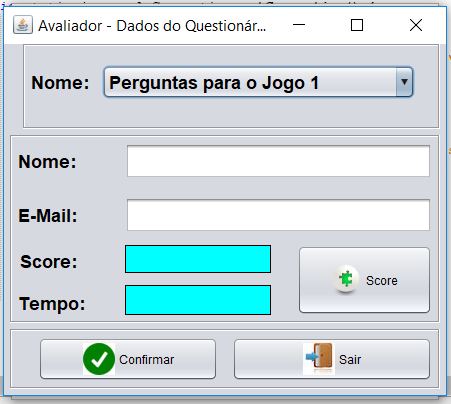 Avaliador - Dados do Questionár...
Nome: Perguntas para o Jogo 1
Nome:
E-Mail:
Score:
Score
Tempo:
Confirmar Sair